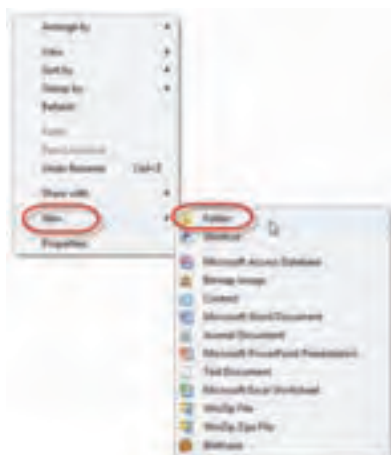 Arrange by
View
Sort by
Group by
Refresh
Paste
Paste shortcut
Undo Rename Ctrl+Z
Share with
New
Properties
Folder
Shortcut
Microsoft Access Database
Bitmap image
Contact
Microsoft Word Document
Journal Document
Microsoft PowerPoint Presentation
Text Document
Microsoft Excel Worksheet
WinZip File
WinZip Zipx File
Briefcase